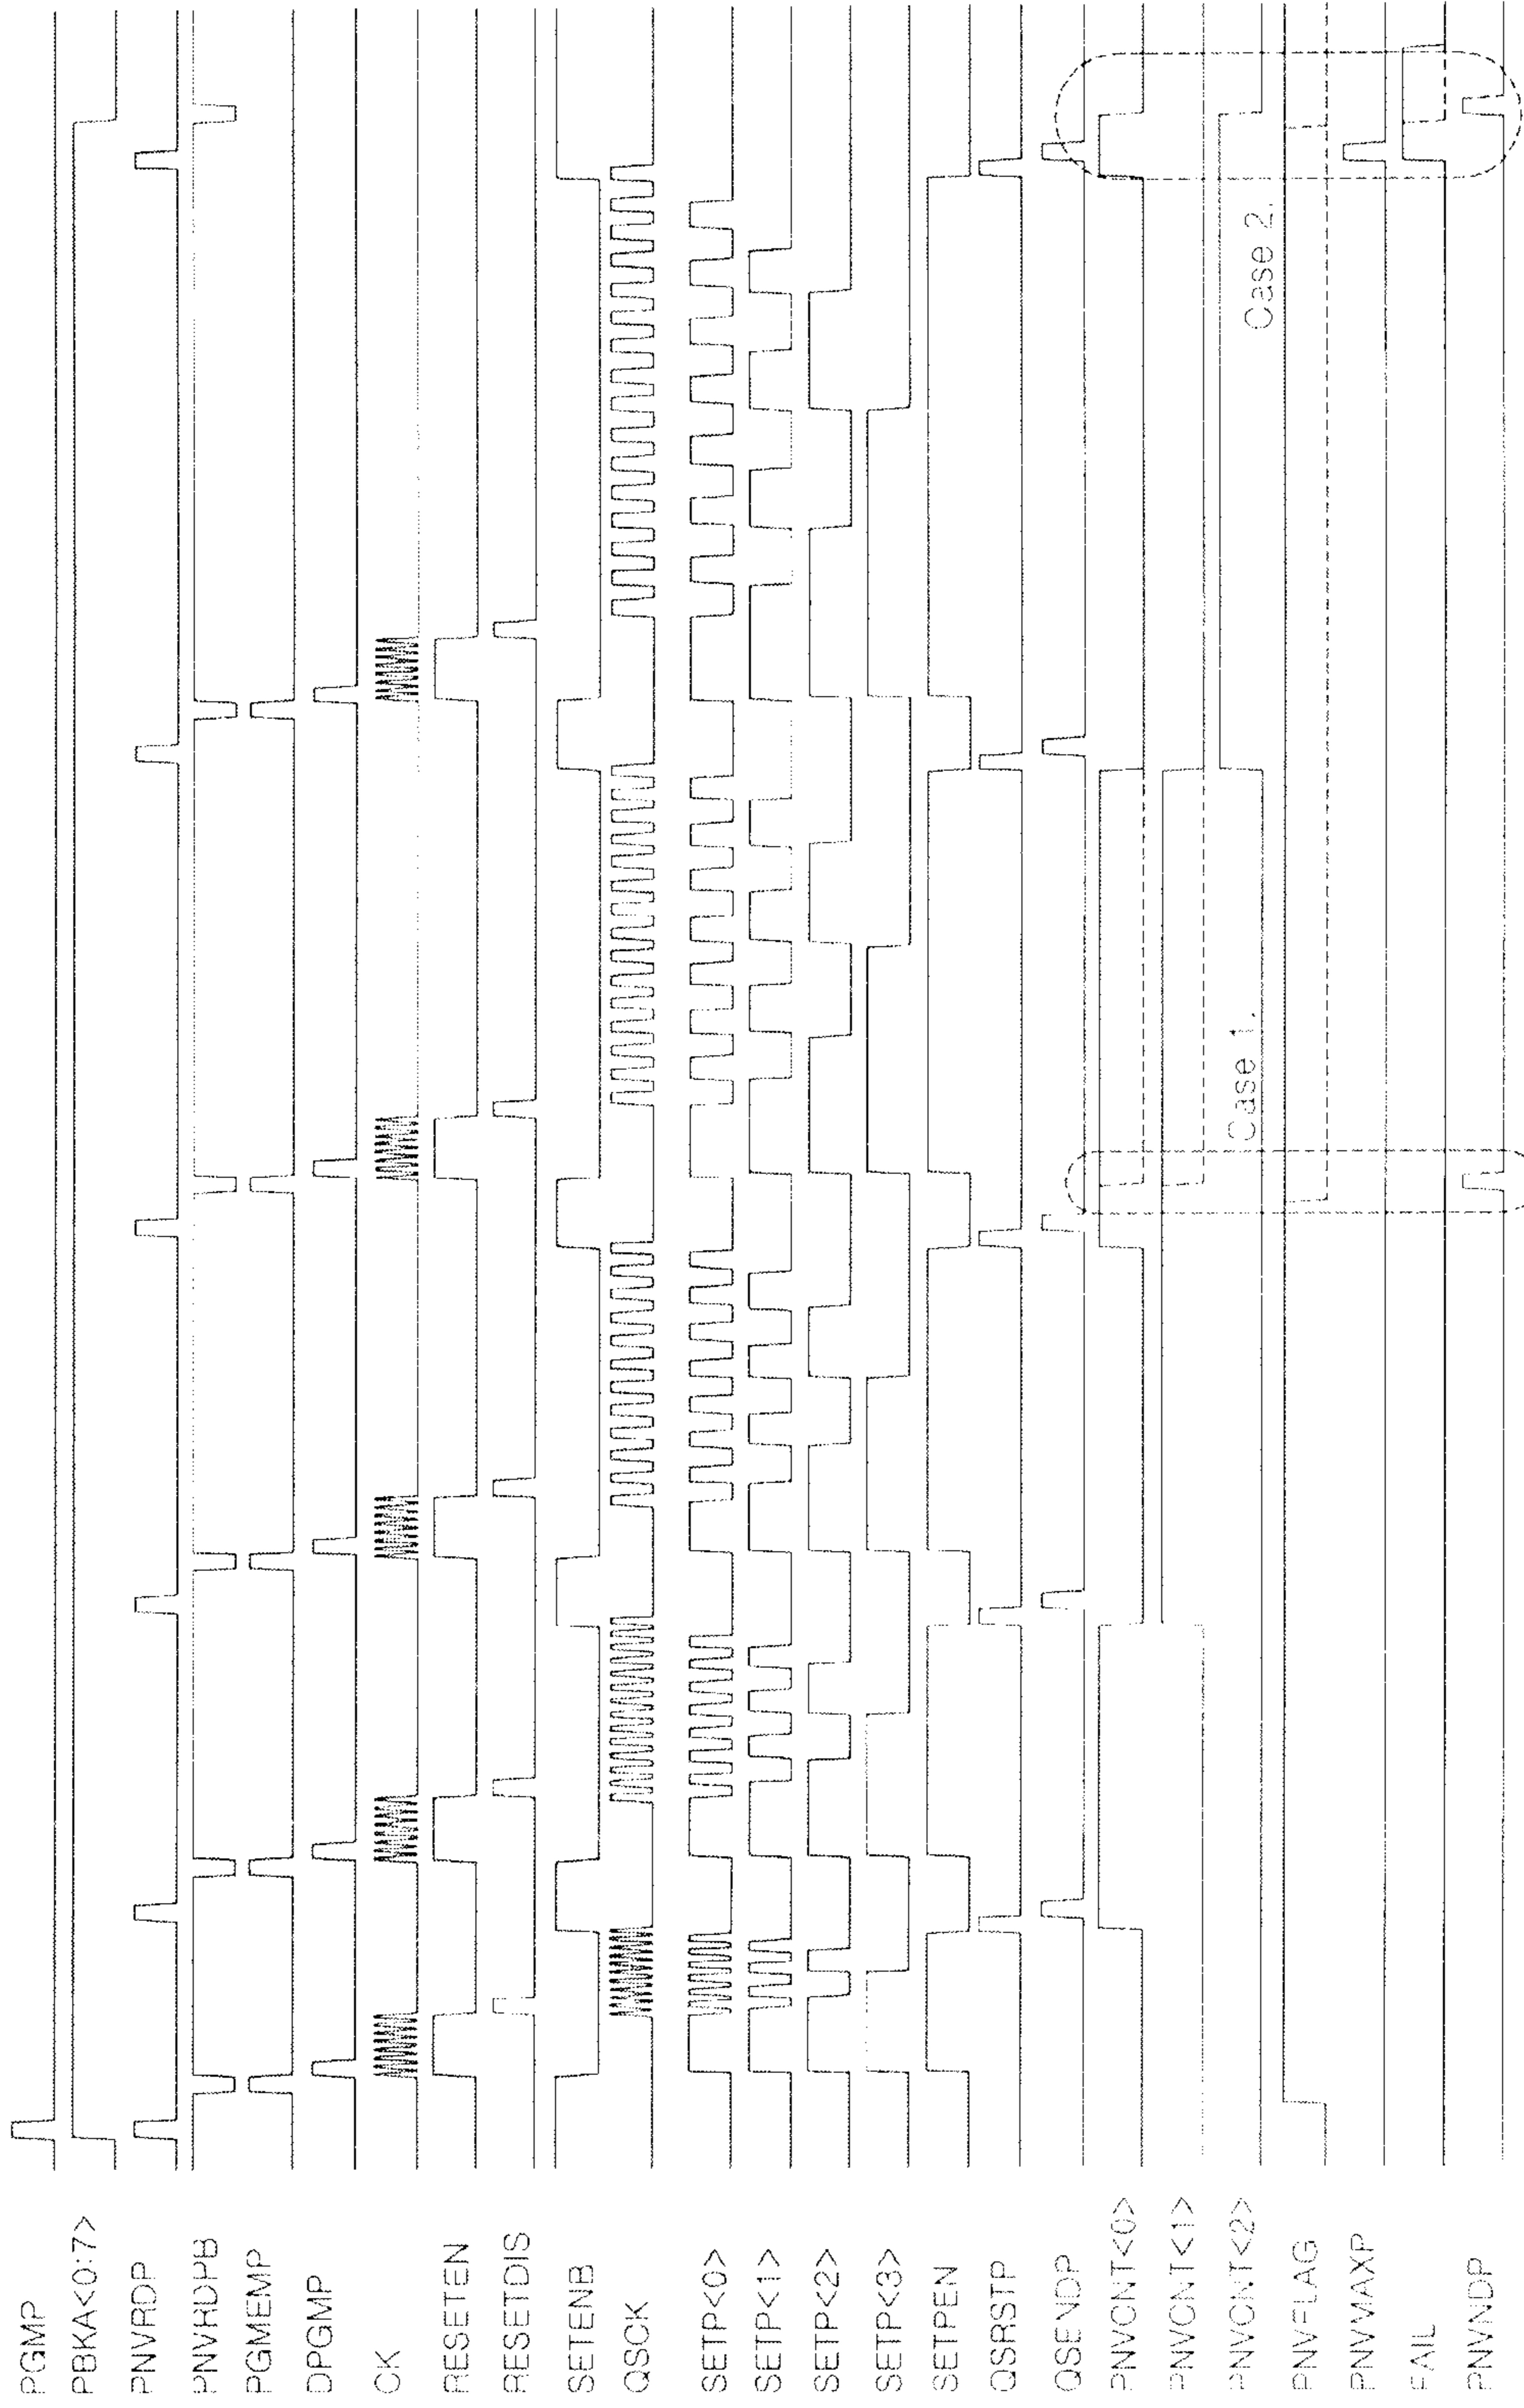 PGMP
PBKA<0:7>
PNVRDP
PNVRDPB
PGMEMP
DPGMP
CK
RESETEN
RESETDIS
SETENB
QSCK
SETP<0>
SETP<1>
SETP<2>
SETP<3>
SETPEN
QSRSTP
QSENDP
PNVCNT<0>
PNVCNT<1>
PNVCNT<2>
PNVFLAG
PNVMAXP
FAIL
PNVNDP
Case 1.
Case 2.